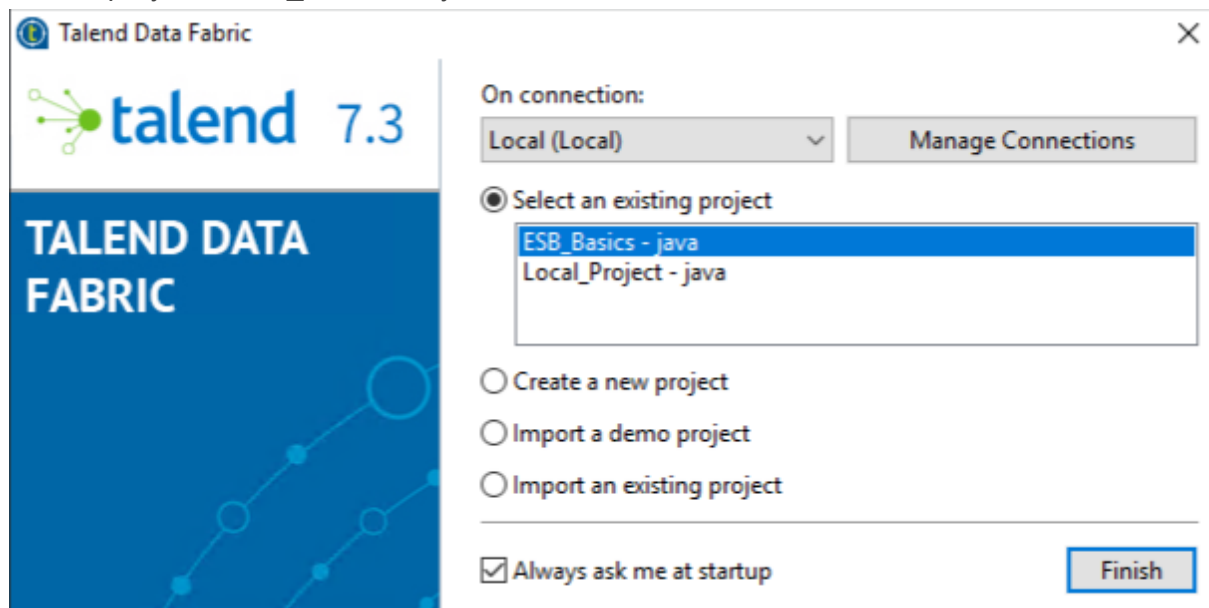 Talend Data Fabric
talend 7.3
TALEND DATA
FABRIC
On connection:
Local (Local)
Manage Connections
Select an existing project
ESB_Basics - java
Local_Project - java
Create a new project
Import a demo project
Import an existing project
Always ask me at startup
Finish